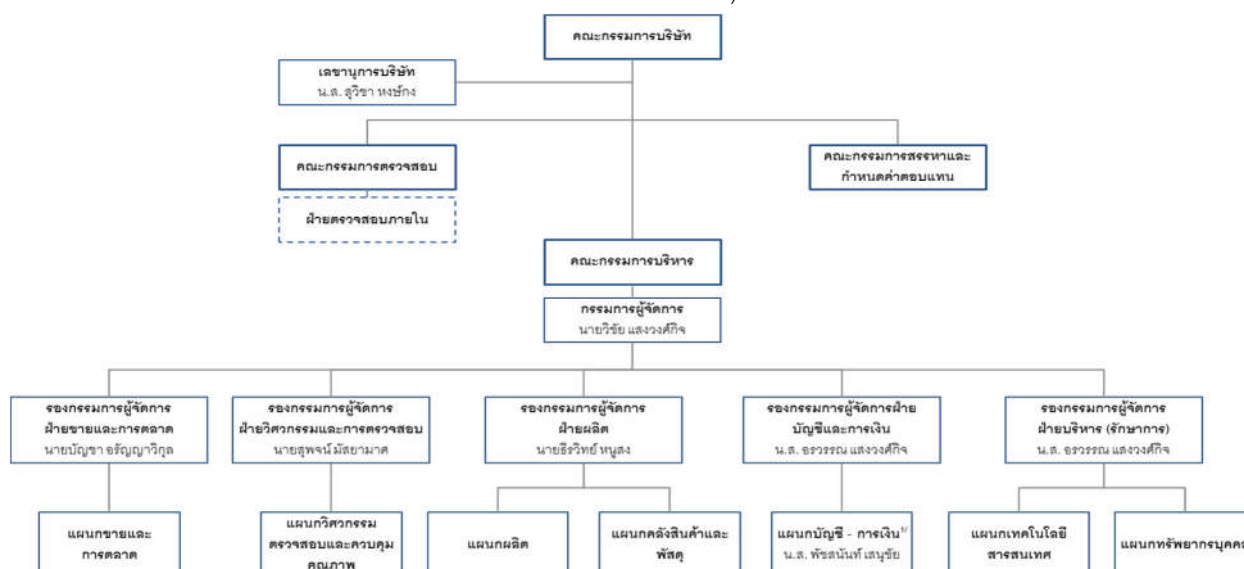 คณะกรรมการบริษัท
เลขานุการบริษัท
น.ส. สุวิชา หงษ์กง
คณะกรรมการตรวจสอบ
คณะกรรมการสรรหาและ
กำหนดค่าตอบแทน
ฝ่ายตรวจสอบภายใน
คณะกรรมการบริหาร
กรรมการผู้จัดการ
นายวิชัย แสงวงศ์กิจ
รองกรรมการผู้จัดการ
ฝ่ายขายและการตลาด
นายบัญชา อรัญญาวิกุล
รองกรรมการผู้จัดการ
ฝ่ายวิศวกรรมและการตรวจสอบ
นายสุพจน์ มัสยามาศ
รองกรรมการผู้จัดการ
ฝ่ายผลิต
นายธีรวิทย์ หนูสง
รองกรรมการผู้จัดการฝ่าย
บัญชีและการเงิน
น.ส. อรวรรณ แสงวงศ์กิจ
รองกรรมการผู้จัดการ
ฝ่ายบริหาร (รักษาการ)
น.ส. อรวรรณ แสงวงศ์กิจ
แผนกขายและ
การตลาด
แผนกวิศวกรรม
ตรวจสอบและควบคุม
คุณภาพ
แผนกผลิต
แผนกคลังสินค้าและ
พัสดุ
แผนกบัญชี - การเงิน
น.ส. พัชสนันท์ เสนุชัย
แผนกเทคโนโลยี
สารสนเทศ
แผนกทรัพยากรบุคคล